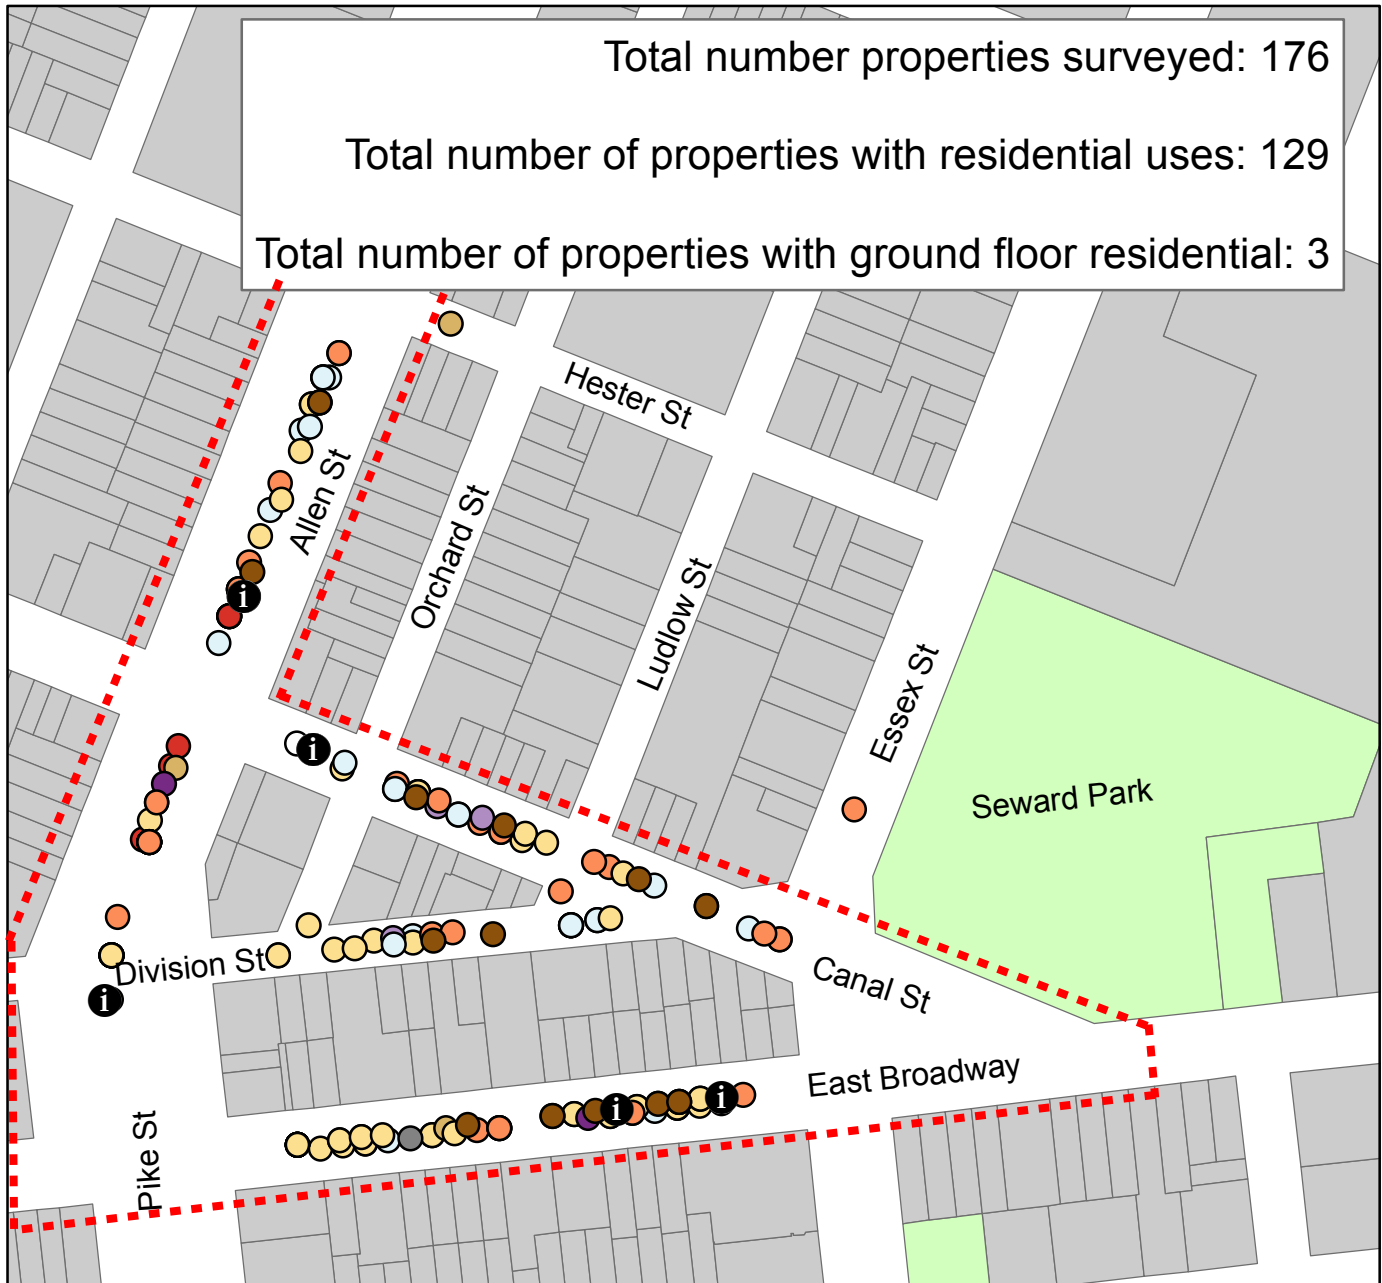 Total number properties surveyed: 176
Total number of properties with residential uses: 129
Total number of properties with ground floor residential: 3
Hester St
Allen St
Orchard St
Ludlow St
Essex St
Seward Park
i
i
Division St
Canal St
i
East Broadway
i
i
Pike St